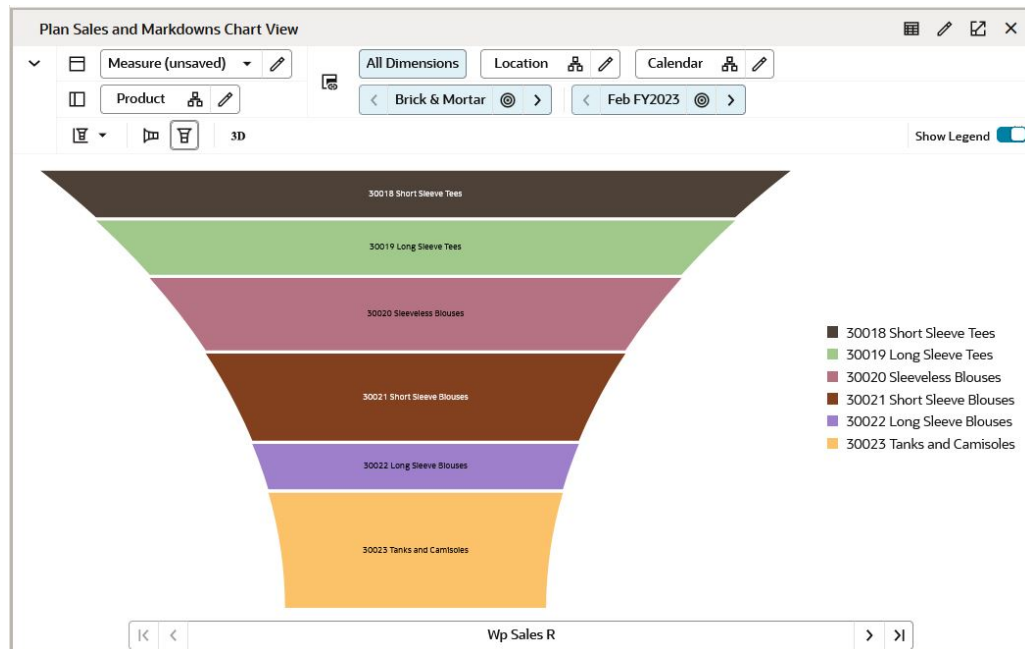 Plan Sales and Markdowns Chart View
Measure (unsaved)
All Dimensions
Location
Calendar
Product
Brick & Mortar
Feb FY2023
3D
Show Legend
30018 Short Sleeve Tees
30019 Long Sleeve Tees
30020 Sleeveless Blouses
30021 Short Sleeve Blouses
30022 Long Sleeve Blouses
30023 Tanks and Camisoles
30018 Short Sleeve Tees
30019 Long Sleeve Tees
30020 Sleeveless Blouses
30021 Short Sleeve Blouses
30022 Long Sleeve Blouses
30023 Tanks and Camisoles
Wp Sales R